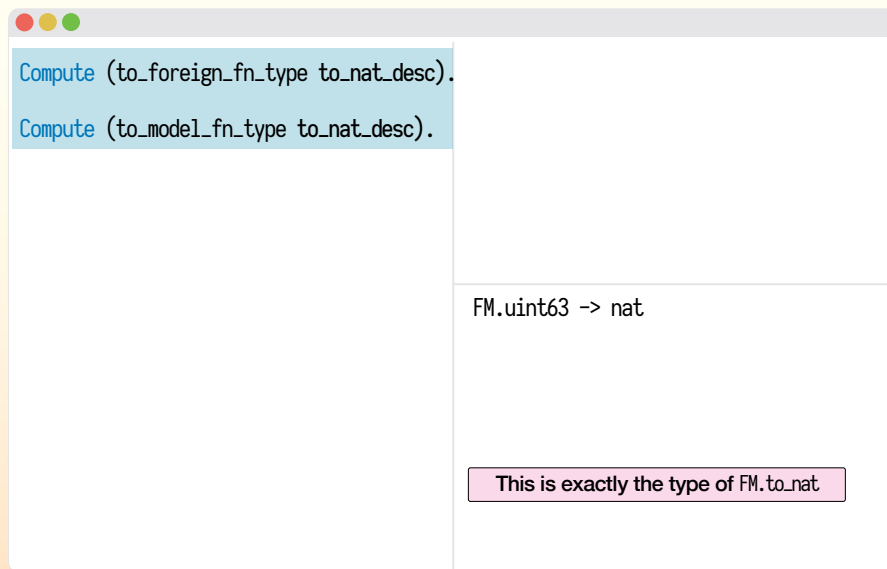 Compute (to_foreign_fn_type to_nat_desc).
Compute (to_model_fn_type to_nat_desc).
FM.uint63 -> nat
This is exactly the type of FM.to_nat